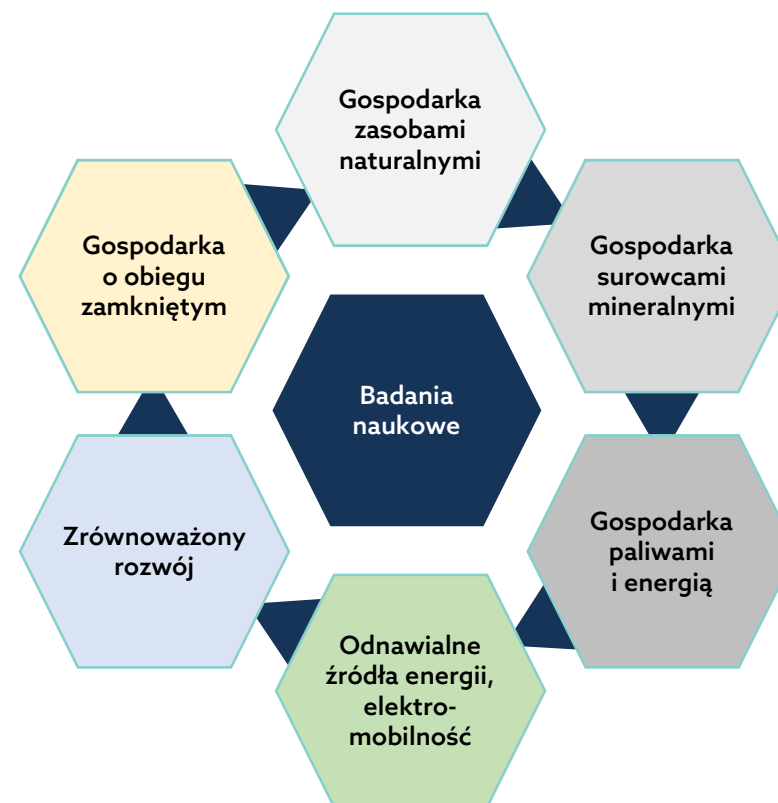 Gospodarka
zasobami
naturalnymi
Gospodarka
surowcami
mineralnymi
Gospodarka
paliwami
i energią
Odnawialne
źródła energii,
elektro-
mobilność
Zrównoważony
rozwój
Gospodarka
o obiegu
zamkniętym
Badania
naukowe